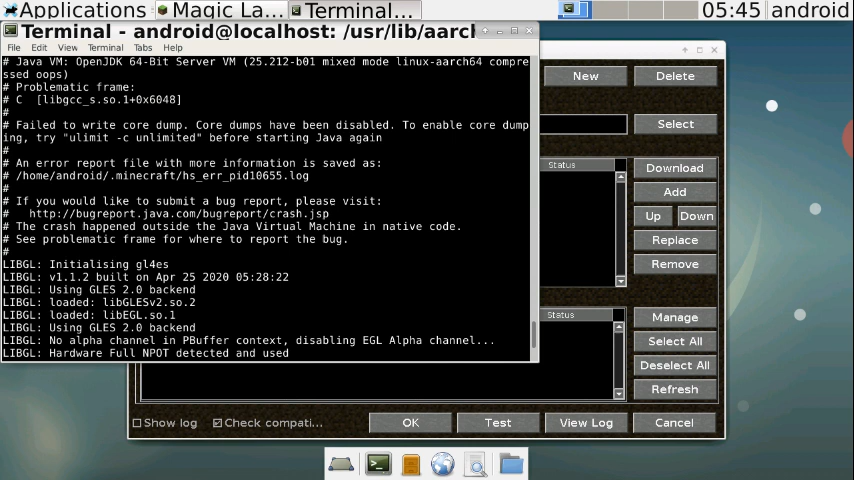 Applications
Magic La...
Terminal...
05:45
android
Terminal - android@localhost: /usr/lib/aarch
File Edit View Terminal Tabs Help
# Java VM: OpenJDK 64-Bit Server VM (25.212-b01 mixed mode linux-aarch64 compre
ssed oops)
# Problematic frame:
# C  [libgcc_s.so.1+0x6048]
#
# Failed to write core dump. Core dumps have been disabled. To enable core dump
ing, try "ulimit -c unlimited" before starting Java again
#
# An error report file with more information is saved as:
# /home/android/.minecraft/hs_err_pid10655.log
#
# If you would like to submit a bug report, please visit:
#   http://bugreport.java.com/bugreport/crash.jsp
# The crash happened outside the Java Virtual Machine in native code.
# See problematic frame for where to report the bug.
#
LIBGL: Initialising gl4es
LIBGL: v1.1.2 built on Apr 25 2020 05:28:22
LIBGL: Using GLES 2.0 backend
LIBGL: loaded: libGLESv2.so.2
LIBGL: loaded: libEGL.so.1
LIBGL: Using GLES 2.0 backend
LIBGL: No alpha channel in PBuffer context, disabling EGL Alpha channel...
LIBGL: Hardware Full NPOT detected and used
New
Delete
Select
Status
Download
Add
Up
Down
Replace
Remove
Status
Manage
Select All
Deselect All
Refresh
Show log
Check compati...
OK
Test
View Log
Cancel